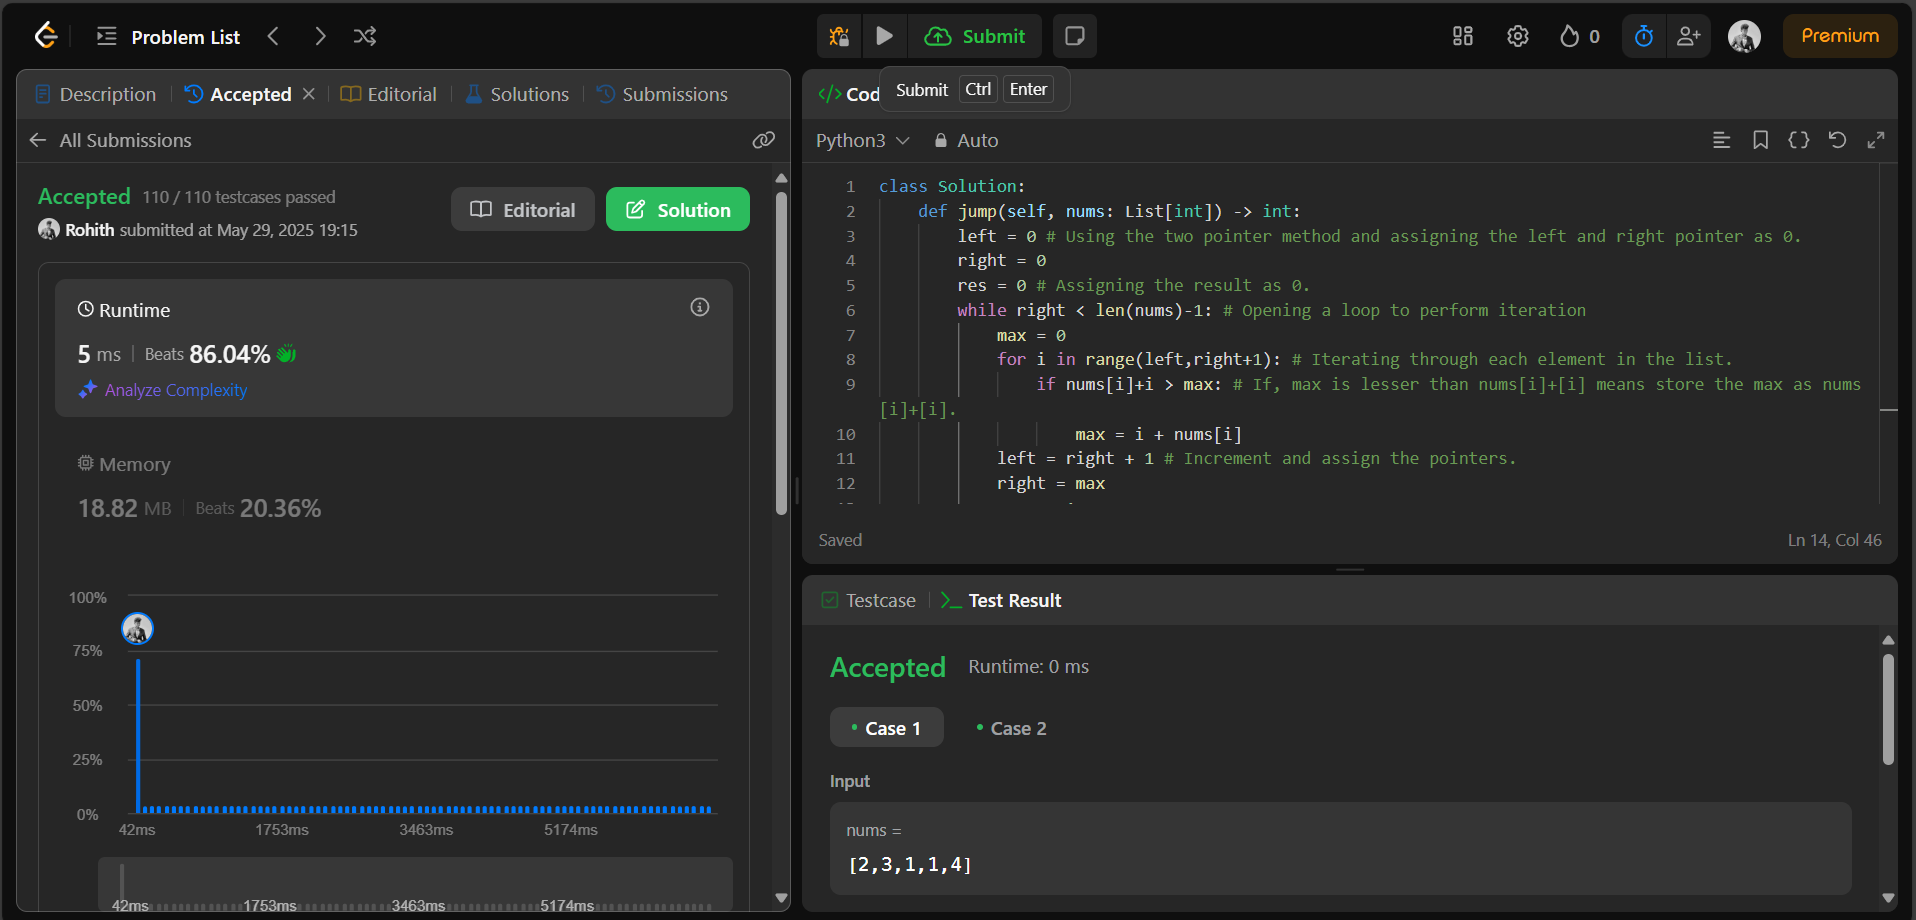 Problem List
Submit
0
Premium
Description
Accepted
Editorial
Solutions
Submissions
All Submissions
Accepted 110 / 110 testcases passed
Rohith submitted at May 29, 2025 19:15
Editorial
Solution
Runtime
5 ms Beats 86.04%
Analyze Complexity
Memory
18.82 MB Beats 20.36%
100%
75%
50%
25%
0%
42ms 1753ms 3463ms 5174ms
42ms 1753ms 3463ms 5174ms
</> Cod
Submit Ctrl Enter
Python3 Auto
1 class Solution:
2 def jump(self, nums: List[int]) -> int:
3 left = 0 # Using the two pointer method and assigning the left and right pointer as 0.
4 right = 0
5 res = 0 # Assigning the result as 0.
6 while right < len(nums)-1: # Opening a loop to perform iteration
7 max = 0
8 for i in range(left,right+1): # Iterating through each element in the list.
9 if nums[i]+i > max: # If, max is lesser than nums[i]+[i] means store the max as nums
[i]+[i].
10 max = i + nums[i]
11 left = right + 1 # Increment and assign the pointers.
12 right = max
Saved
Ln 14, Col 46
Testcase
Test Result
Accepted Runtime: 0 ms
Case 1
Case 2
Input
nums =
[2,3,1,1,4]